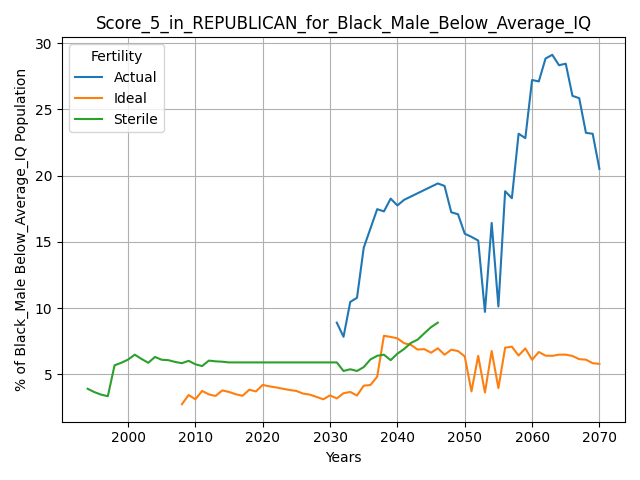 Score_5_in_REPUBLICAN_for_Black_Male_Below_Average_IQ
% of Black_Male Below_Average_IQ Population
30
25
20
15
10
5
Fertility
Actual
Ideal
Sterile
2000 2010 2020 2030 2040 2050 2060 2070
Years